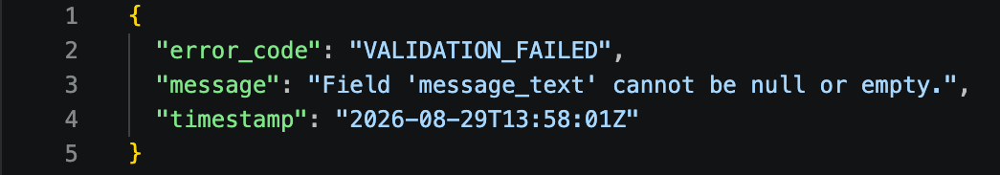 1 {
2 "error_code": "VALIDATION_FAILED",
3 "message": "Field 'message_text' cannot be null or empty.",
4 "timestamp": "2026-08-29T13:58:01Z"
5 }